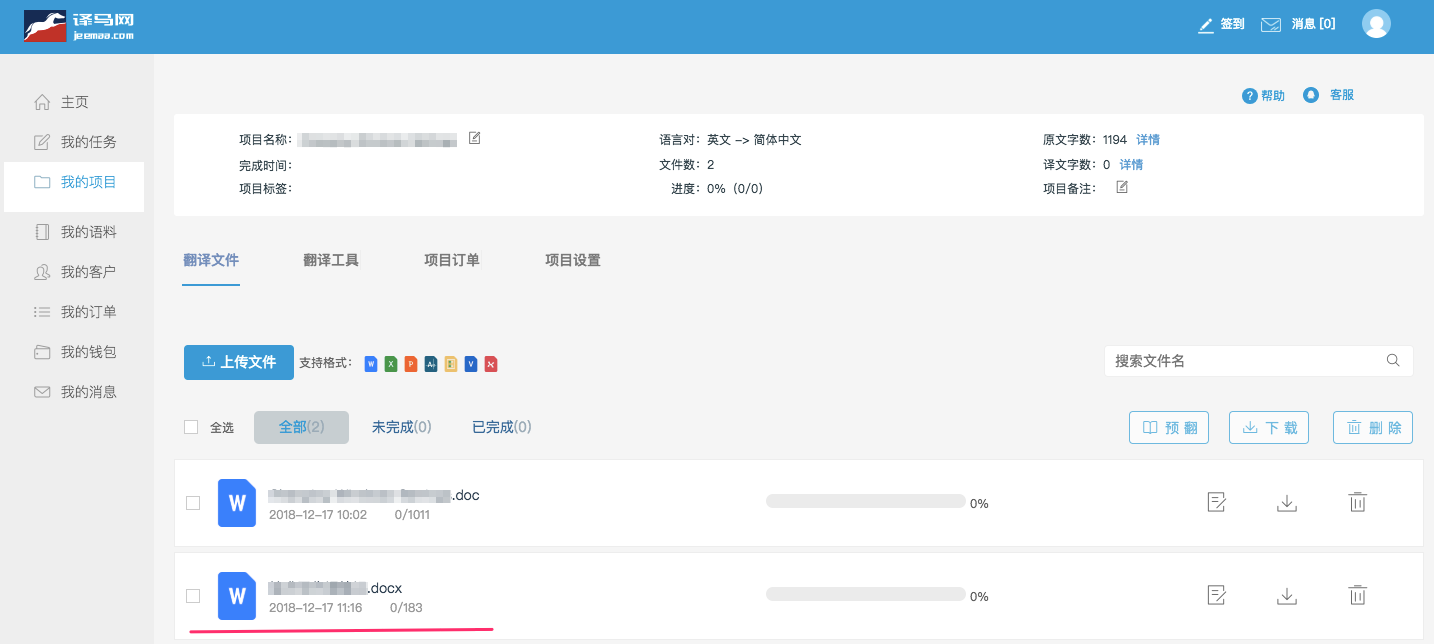 译马网
jeemaa.com
签到
消息 [0]
帮助
客服
主页
我的任务
我的项目
我的语料
我的客户
我的订单
我的钱包
我的消息
项目名称：
语言对：英文 –> 简体中文
原文字数：1194 详情
完成时间：
文件数：2
译文字数：0 详情
项目标签：
进度：0%（0/0）
项目备注：
翻译文件
翻译工具
项目订单
项目设置
上传文件
支持格式：
搜索文件名
全选
全部(2)
未完成(0)
已完成(0)
预 翻
下 载
删 除
W
.doc
2018–12–17 10:02 0/1011
0%
W
.docx
2018–12–17 11:16 0/183
0%